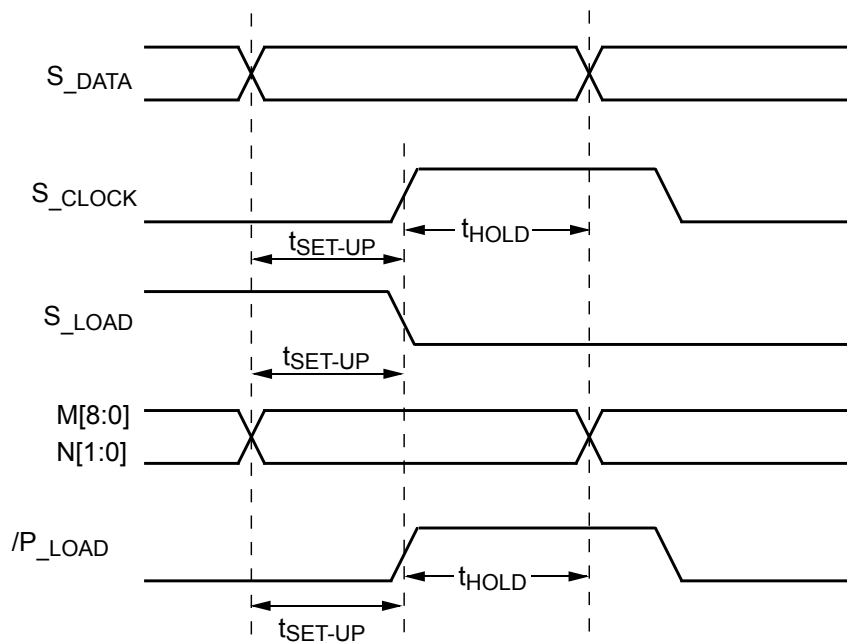 S_DATA
S_CLOCK
tHOLD
tSET-UP
S_LOAD
tSET-UP
M[8:0]
N[1:0]
/P_LOAD
tHOLD
tSET-UP